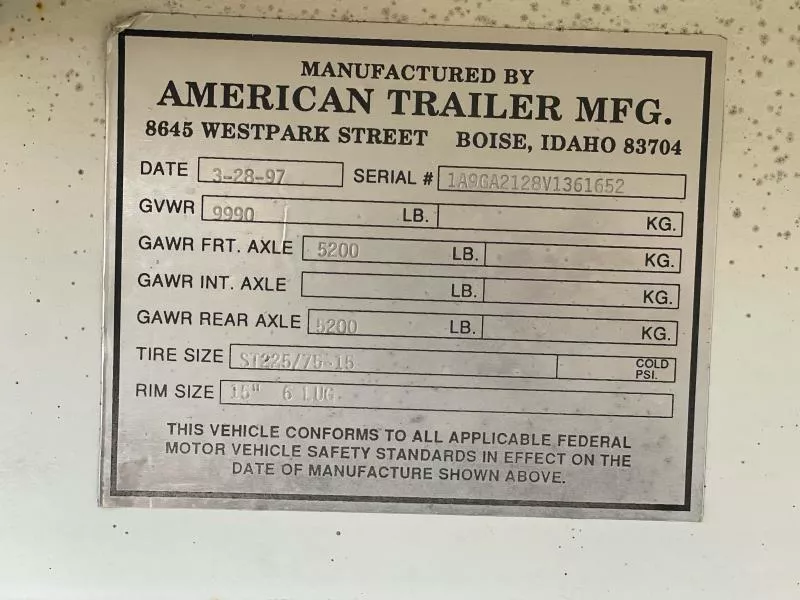 MANUFACTURED BY
AMERICAN TRAILER MFG.
8645 WESTPARK STREET BOISE, IDAHO 83704
DATE 3-28-97 SERIAL # 1A9GA2128V1361652
GVWR 9990 LB. KG.
GAWR FRT. AXLE 5200 LB. KG.
GAWR INT. AXLE LB. KG.
GAWR REAR AXLE 5200 LB. KG.
TIRE SIZE ST225/75-15 COLD PSI.
RIM SIZE 15" 6 LUG
THIS VEHICLE CONFORMS TO ALL APPLICABLE FEDERAL
MOTOR VEHICLE SAFETY STANDARDS IN EFFECT ON THE
DATE OF MANUFACTURE SHOWN ABOVE.